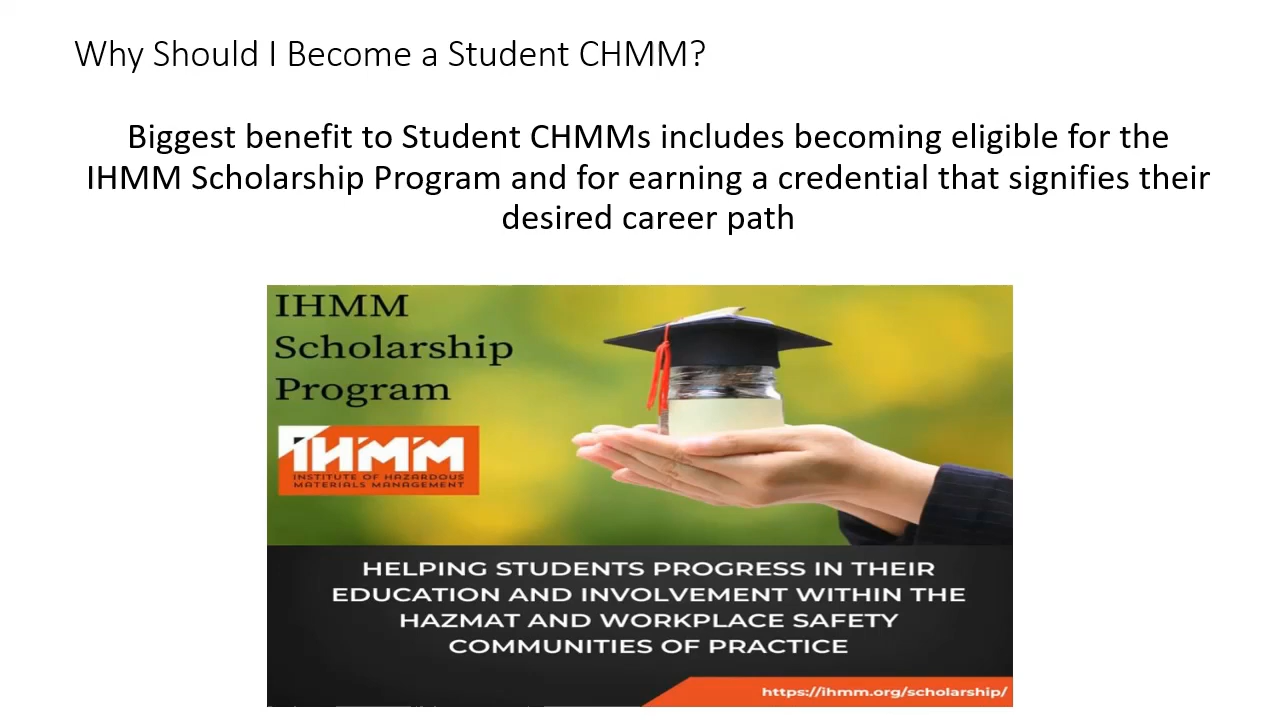 Why Should I Become a Student CHMM?
Biggest benefit to Student CHMMs includes becoming eligible for the
IHMM Scholarship Program and for earning a credential that signifies their
desired career path
IHMM
Scholarship
Program
IHMM
INSTITUTE OF HAZARDOUS
MATERIALS MANAGEMENT
HELPING STUDENTS PROGRESS IN THEIR
EDUCATION AND INVOLVEMENT WITHIN THE
HAZMAT AND WORKPLACE SAFETY
COMMUNITIES OF PRACTICE
https://ihmm.org/scholarship/